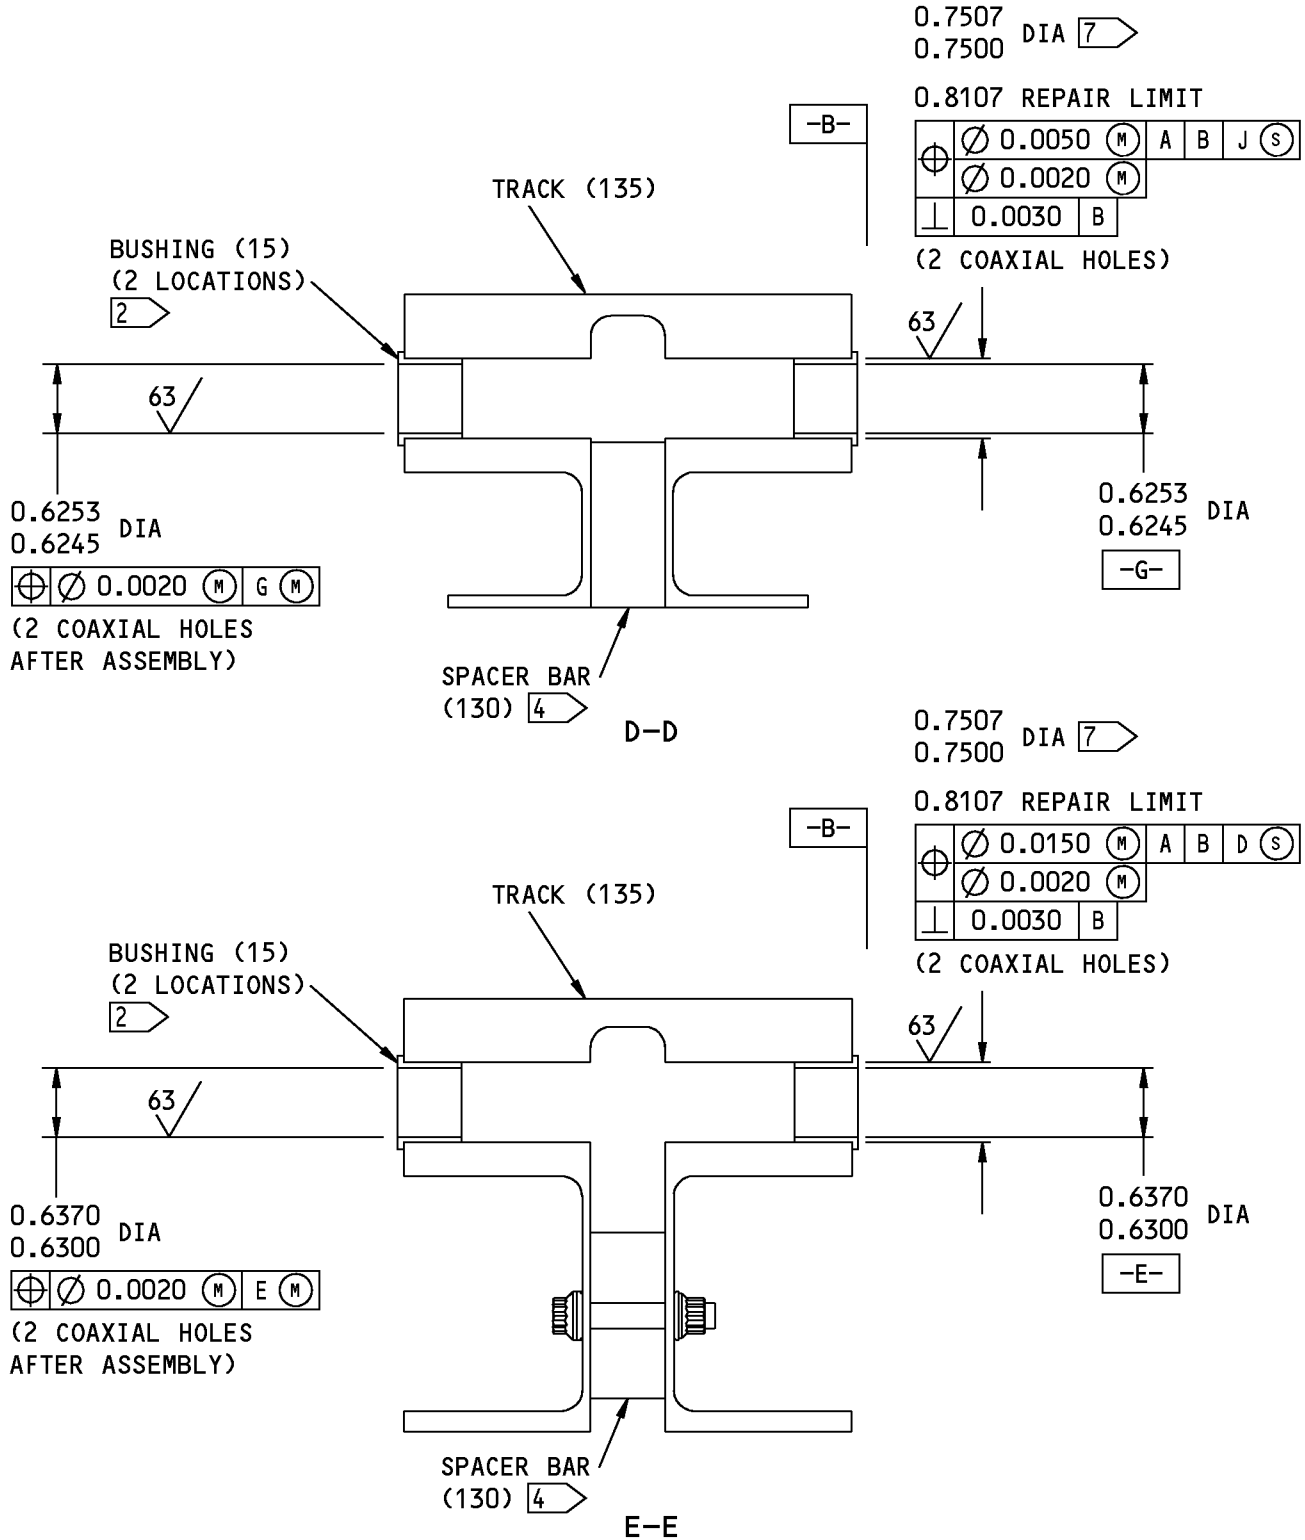 0.7507
0.7500 DIA 7
0.8107 REPAIR LIMIT
-B-
⌖ ∅ 0.0050 Ⓜ A B J Ⓢ
∅ 0.0020 Ⓜ
⊥ 0.0030 B
(2 COAXIAL HOLES)
TRACK (135)
BUSHING (15)
(2 LOCATIONS)
2
63
63
0.6253
0.6245 DIA
⌖ ∅ 0.0020 Ⓜ G Ⓜ
(2 COAXIAL HOLES
AFTER ASSEMBLY)
0.6253
0.6245 DIA
-G-
SPACER BAR
(130) 4
D-D
0.7507
0.7500 DIA 7
0.8107 REPAIR LIMIT
-B-
⌖ ∅ 0.0150 Ⓜ A B D Ⓢ
∅ 0.0020 Ⓜ
⊥ 0.0030 B
(2 COAXIAL HOLES)
TRACK (135)
BUSHING (15)
(2 LOCATIONS)
2
63
63
0.6370
0.6300 DIA
⌖ ∅ 0.0020 Ⓜ E Ⓜ
(2 COAXIAL HOLES
AFTER ASSEMBLY)
0.6370
0.6300 DIA
-E-
SPACER BAR
(130) 4
E-E